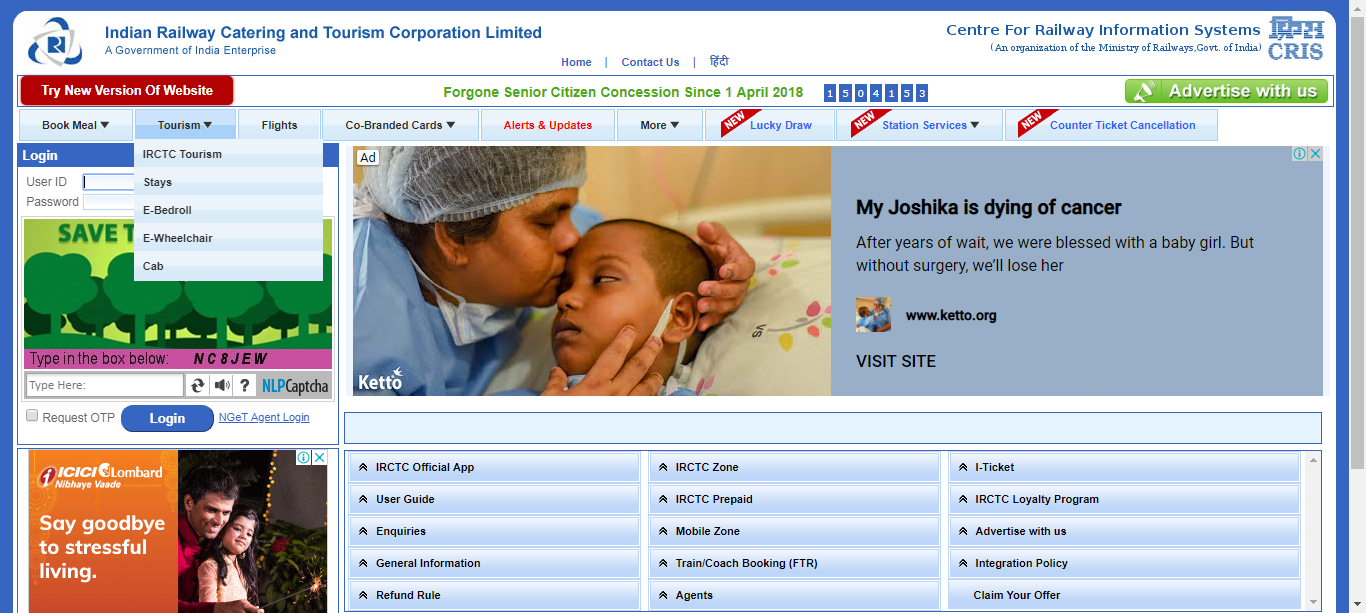 Indian Railway Catering and Tourism Corporation Limited
A Government of India Enterprise
Centre For Railway Information Systems
(An organization of the Ministry of Railways,Govt. of India)
CRIS
Home | Contact Us | हिंदी
Try New Version Of Website
Forgone Senior Citizen Concession Since 1 April 2018
1 5 0 4 1 5 3
Advertise with us
Book Meal
Tourism
Flights
Co-Branded Cards
Alerts & Updates
More
NEW Lucky Draw
NEW Station Services
NEW Counter Ticket Cancellation
IRCTC Tourism
Stays
E-Bedroll
E-Wheelchair
Cab
Login
User ID
Password
SAVE T
Type in the box below: NC8JEW
Type Here:
? NLPCaptcha
Request OTP
Login
NGeT Agent Login
Ad
Ketto
My Joshika is dying of cancer
After years of wait, we were blessed with a baby girl. But
without surgery, we'll lose her
www.ketto.org
VISIT SITE
ICICI Lombard
Nibhaye Vaade
Say goodbye
to stressful
living.
IRCTC Official App
IRCTC Zone
I-Ticket
User Guide
IRCTC Prepaid
IRCTC Loyalty Program
Enquiries
Mobile Zone
Advertise with us
General Information
Train/Coach Booking (FTR)
Integration Policy
Refund Rule
Agents
Claim Your Offer